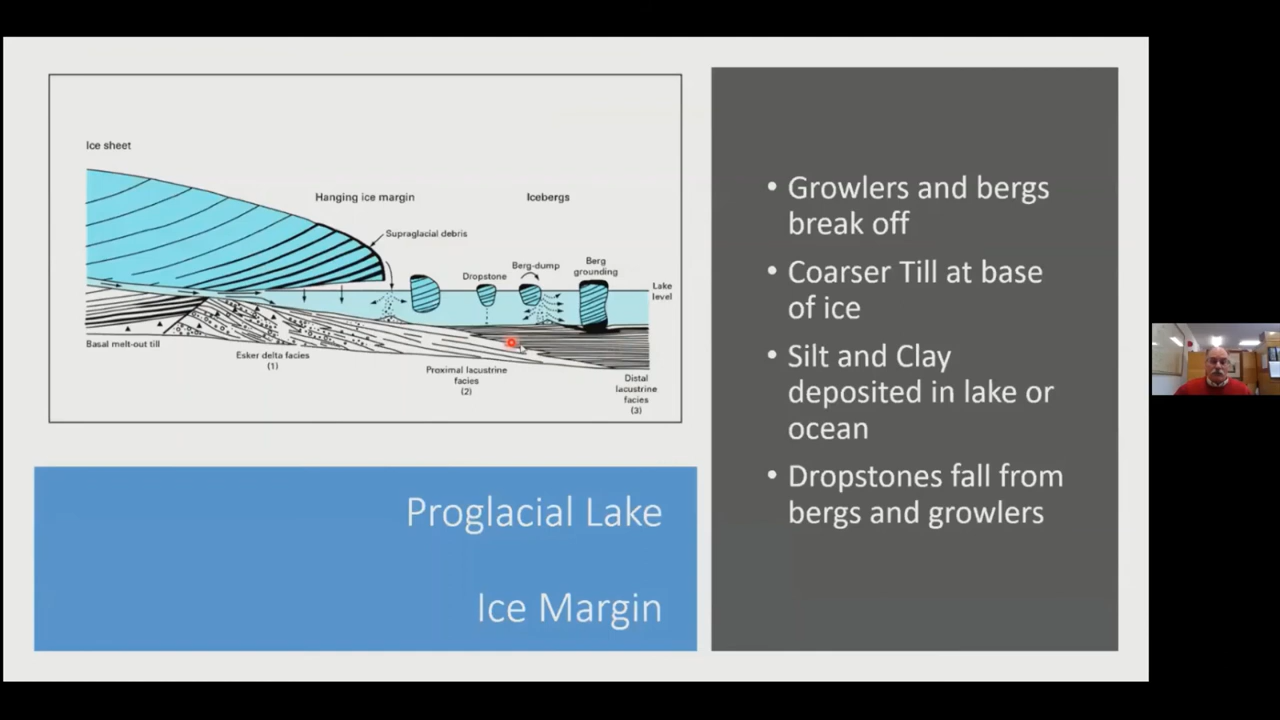 Ice sheet
Hanging ice margin
Icebergs
Supraglacial debris
Dropstone
Berg-dump
Berg
grounding
Lake
level
Basal melt-out till
Esker delta facies
(1)
Proximal lacustrine
facies
(2)
Distal
lacustrine
facies
(3)
Proglacial Lake
Ice Margin
• Growlers and bergs
break off
• Coarser Till at base
of ice
• Silt and Clay
deposited in lake or
ocean
• Dropstones fall from
bergs and growlers